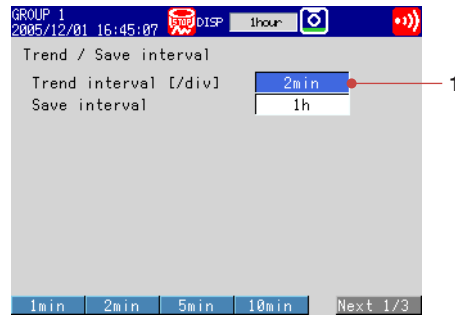 GROUP 1
2005/12/01 16:45:07 STOP DISP 1hour
Trend / Save interval
Trend interval [/div] 2min 1
Save interval 1h
1min 2min 5min 10min Next 1/3